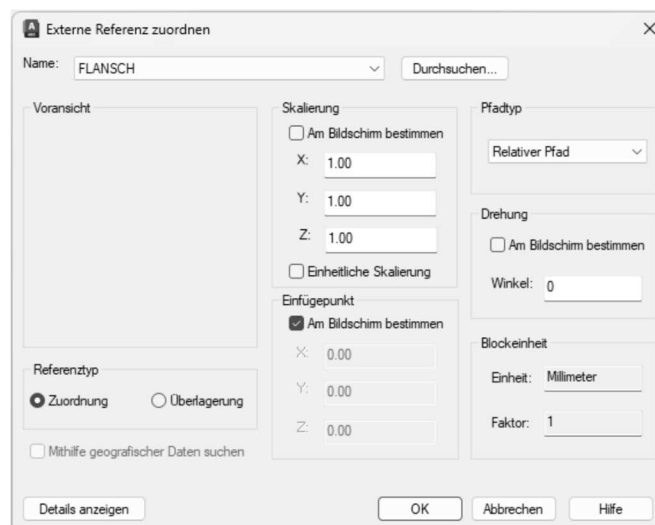 Externe Referenz zuordnen
Name: FLANSCH Durchsuchen...
Voransicht
Referenztyp
Zuordnung Überlagerung
Mithilfe geografischer Daten suchen
Skalierung
Am Bildschirm bestimmen
X: 1.00
Y: 1.00
Z: 1.00
Einheitliche Skalierung
Einfügepunkt
Am Bildschirm bestimmen
X: 0.00
Y: 0.00
Z: 0.00
Pfadtyp
Relativer Pfad
Drehung
Am Bildschirm bestimmen
Winkel: 0
Blockeinheit
Einheit: Millimeter
Faktor: 1
Details anzeigen OK Abbrechen Hilfe